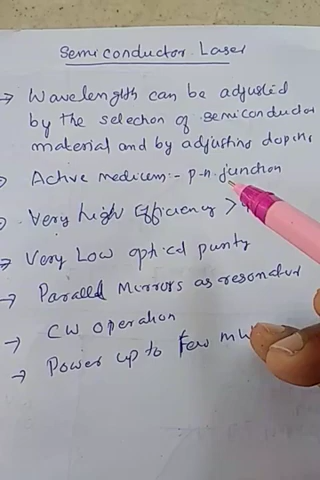 Semiconductor Laser
→ Wavelength can be adjusted
by the selection of semiconductor
material and by adjusting doping
Active medium:- p-n junction
Very high Efficiency >
→ Very Low optical purity
→ Parallel Mirrors as resonator
→ CW operation
→ Power up to few mW